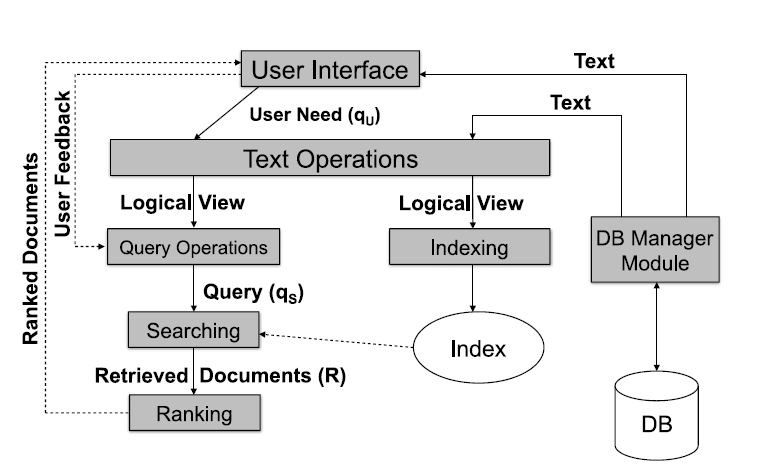 User Interface
Text
User Need (qU)
Text
Text Operations
Ranked Documents
User Feedback
Logical View
Logical View
Query Operations
Indexing
DB Manager
Module
Query (qS)
Searching
Index
Retrieved Documents (R)
Ranking
DB